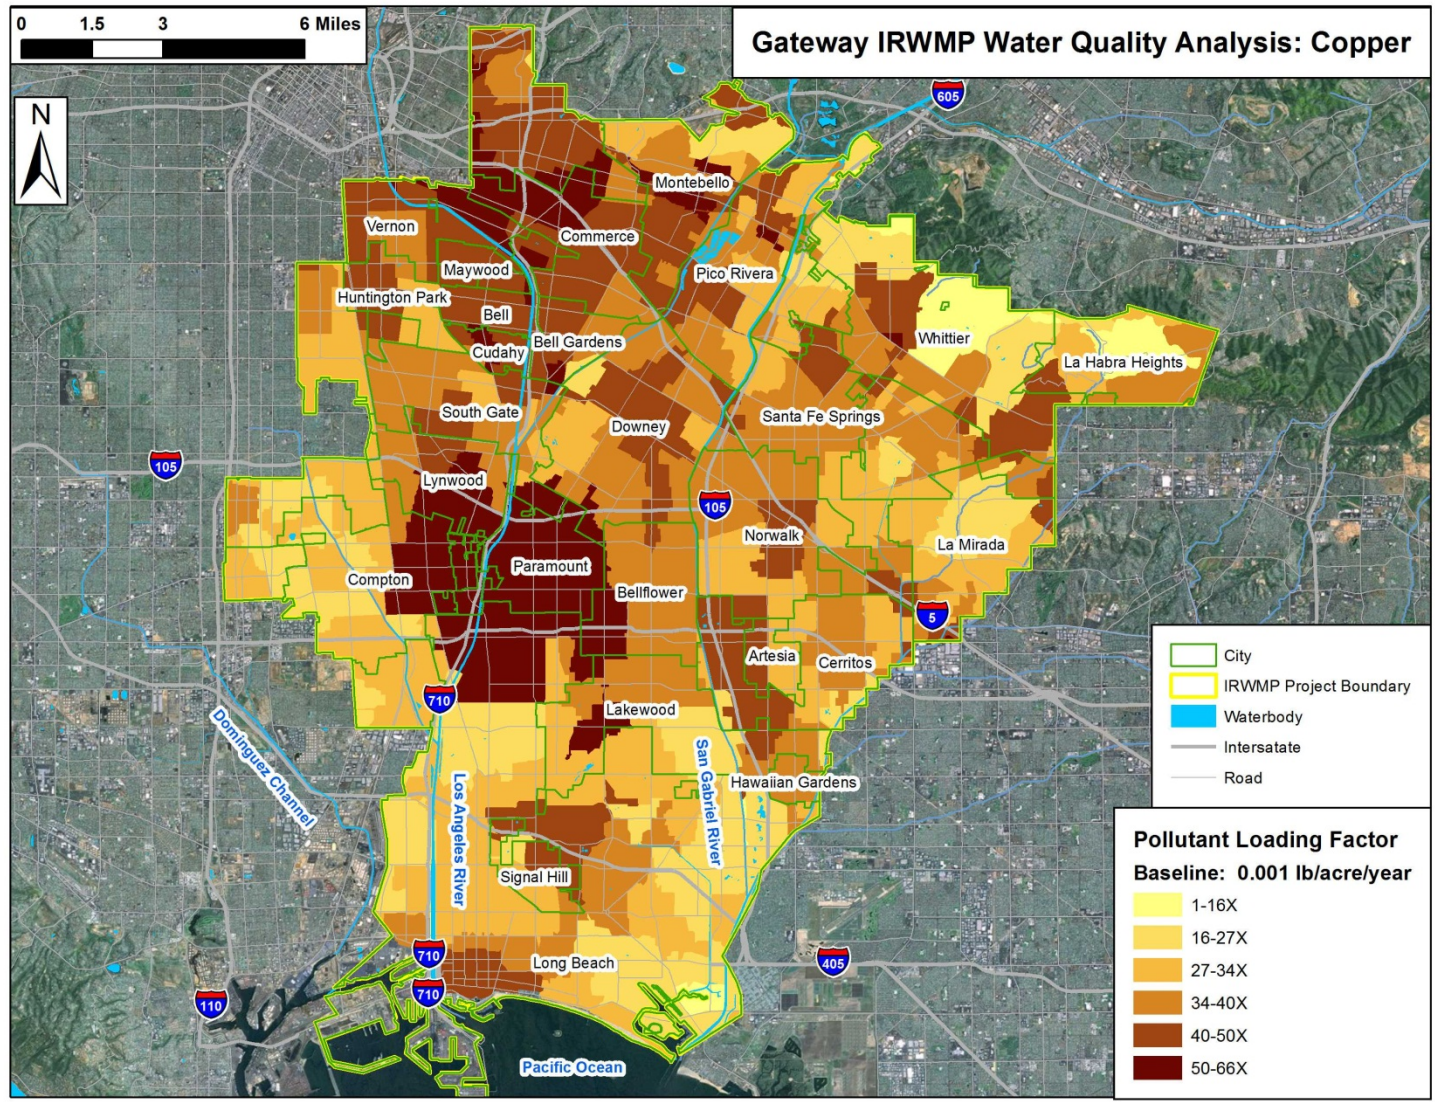 0 1.5 3 6 Miles
Gateway IRWMP Water Quality Analysis: Copper
N
605
Montebello
Vernon
Commerce
Maywood
Pico Rivera
Huntington Park
Bell
Bell Gardens
Whittier
Cudahy
La Habra Heights
South Gate
Santa Fe Springs
Downey
105
Lynwood
105
Norwalk
La Mirada
Paramount
Compton
Bellflower
5
Artesia
Cerritos
City
IRWMP Project Boundary
710
Lakewood
Waterbody
Dominguez Channel
Intersatate
San Gabriel River
Road
Hawaiian Gardens
Los Angeles River
Pollutant Loading Factor
Baseline: 0.001 lb/acre/year
Signal Hill
1-16X
16-27X
710
Long Beach
405
27-34X
710
110
34-40X
40-50X
Pacific Ocean
50-66X